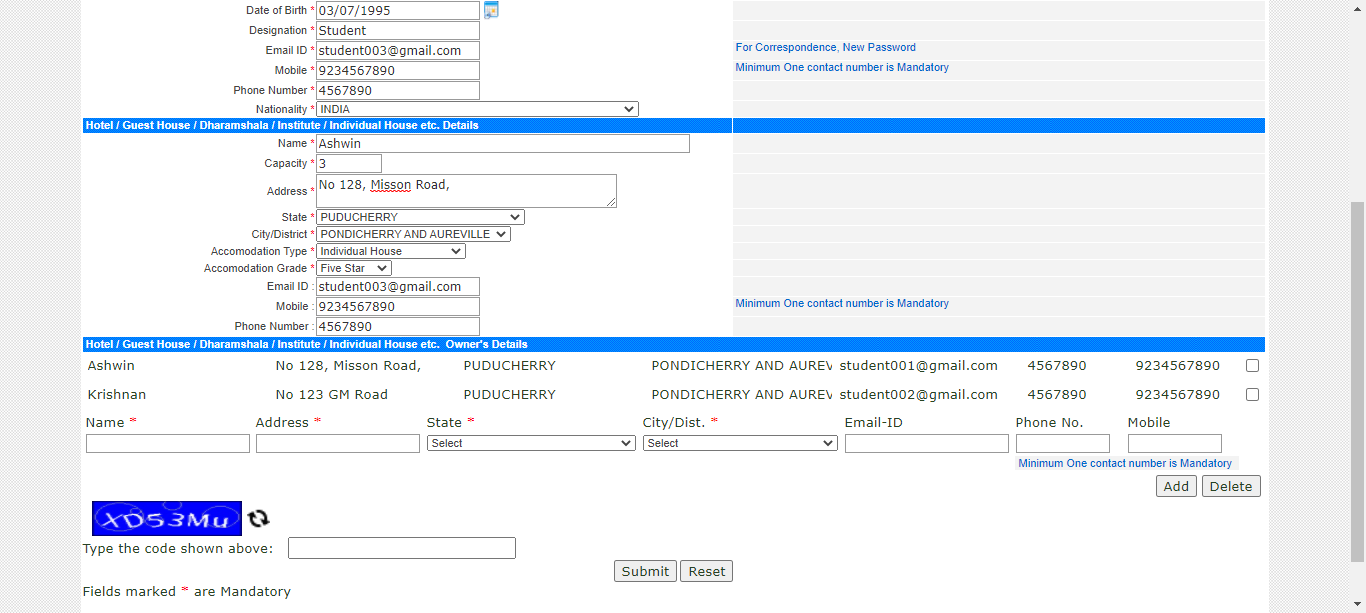 Date of Birth * 03/07/1995
Designation * Student
Email ID * student003@gmail.com For Correspondence, New Password
Mobile * 9234567890 Minimum One contact number is Mandatory
Phone Number * 4567890
Nationality * INDIA
Hotel / Guest House / Dharamshala / Institute / Individual House etc. Details
Name * Ashwin
Capacity * 3
Address * No 128, Misson Road,
State * PUDUCHERRY
City/District * PONDICHERRY AND AUREVILLE
Accomodation Type * Individual House
Accomodation Grade * Five Star
Email ID : student003@gmail.com
Mobile : 9234567890 Minimum One contact number is Mandatory
Phone Number : 4567890
Hotel / Guest House / Dharamshala / Institute / Individual House etc. Owner's Details
Ashwin No 128, Misson Road, PUDUCHERRY PONDICHERRY AND AUREV student001@gmail.com 4567890 9234567890
Krishnan No 123 GM Road PUDUCHERRY PONDICHERRY AND AUREV student002@gmail.com 4567890 9234567890
Name * Address * State * City/Dist. * Email-ID Phone No. Mobile
Select Select
Minimum One contact number is Mandatory
Add Delete
XD53Mu
Type the code shown above:
Submit Reset
Fields marked * are Mandatory